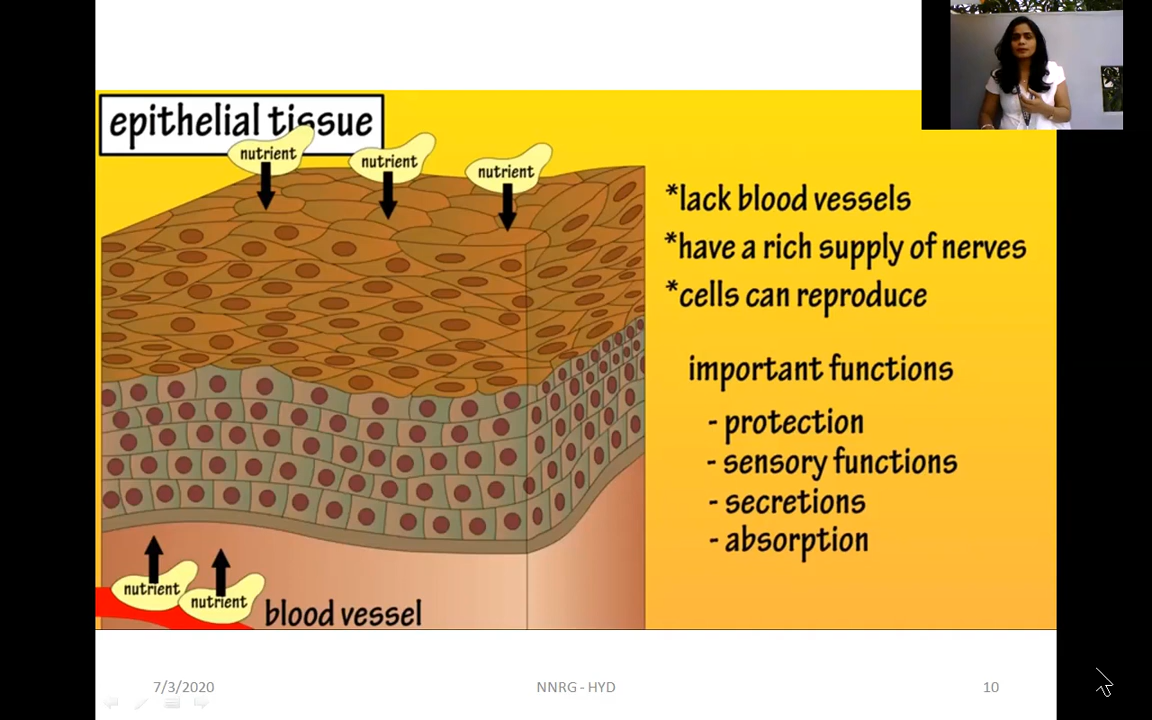 epithelial tissue
nutrient
nutrient
nutrient
*lack blood vessels
*have a rich supply of nerves
*cells can reproduce
important functions
- protection
- sensory functions
- secretions
- absorption
nutrient
nutrient
blood vessel
7/3/2020
NNRG - HYD
10